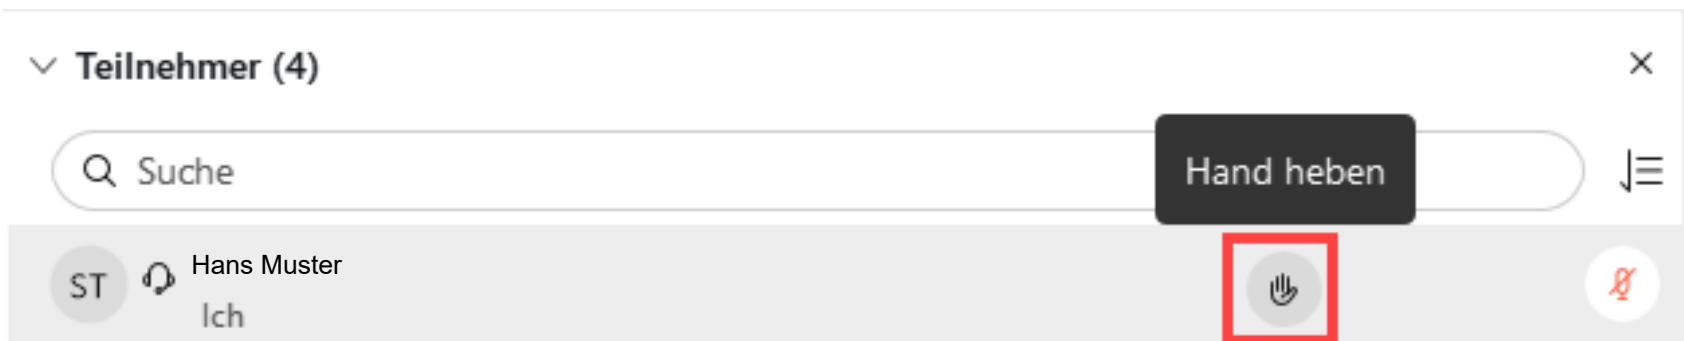 Teilnehmer (4)
Suche
Hand heben
ST
Hans Muster
Ich